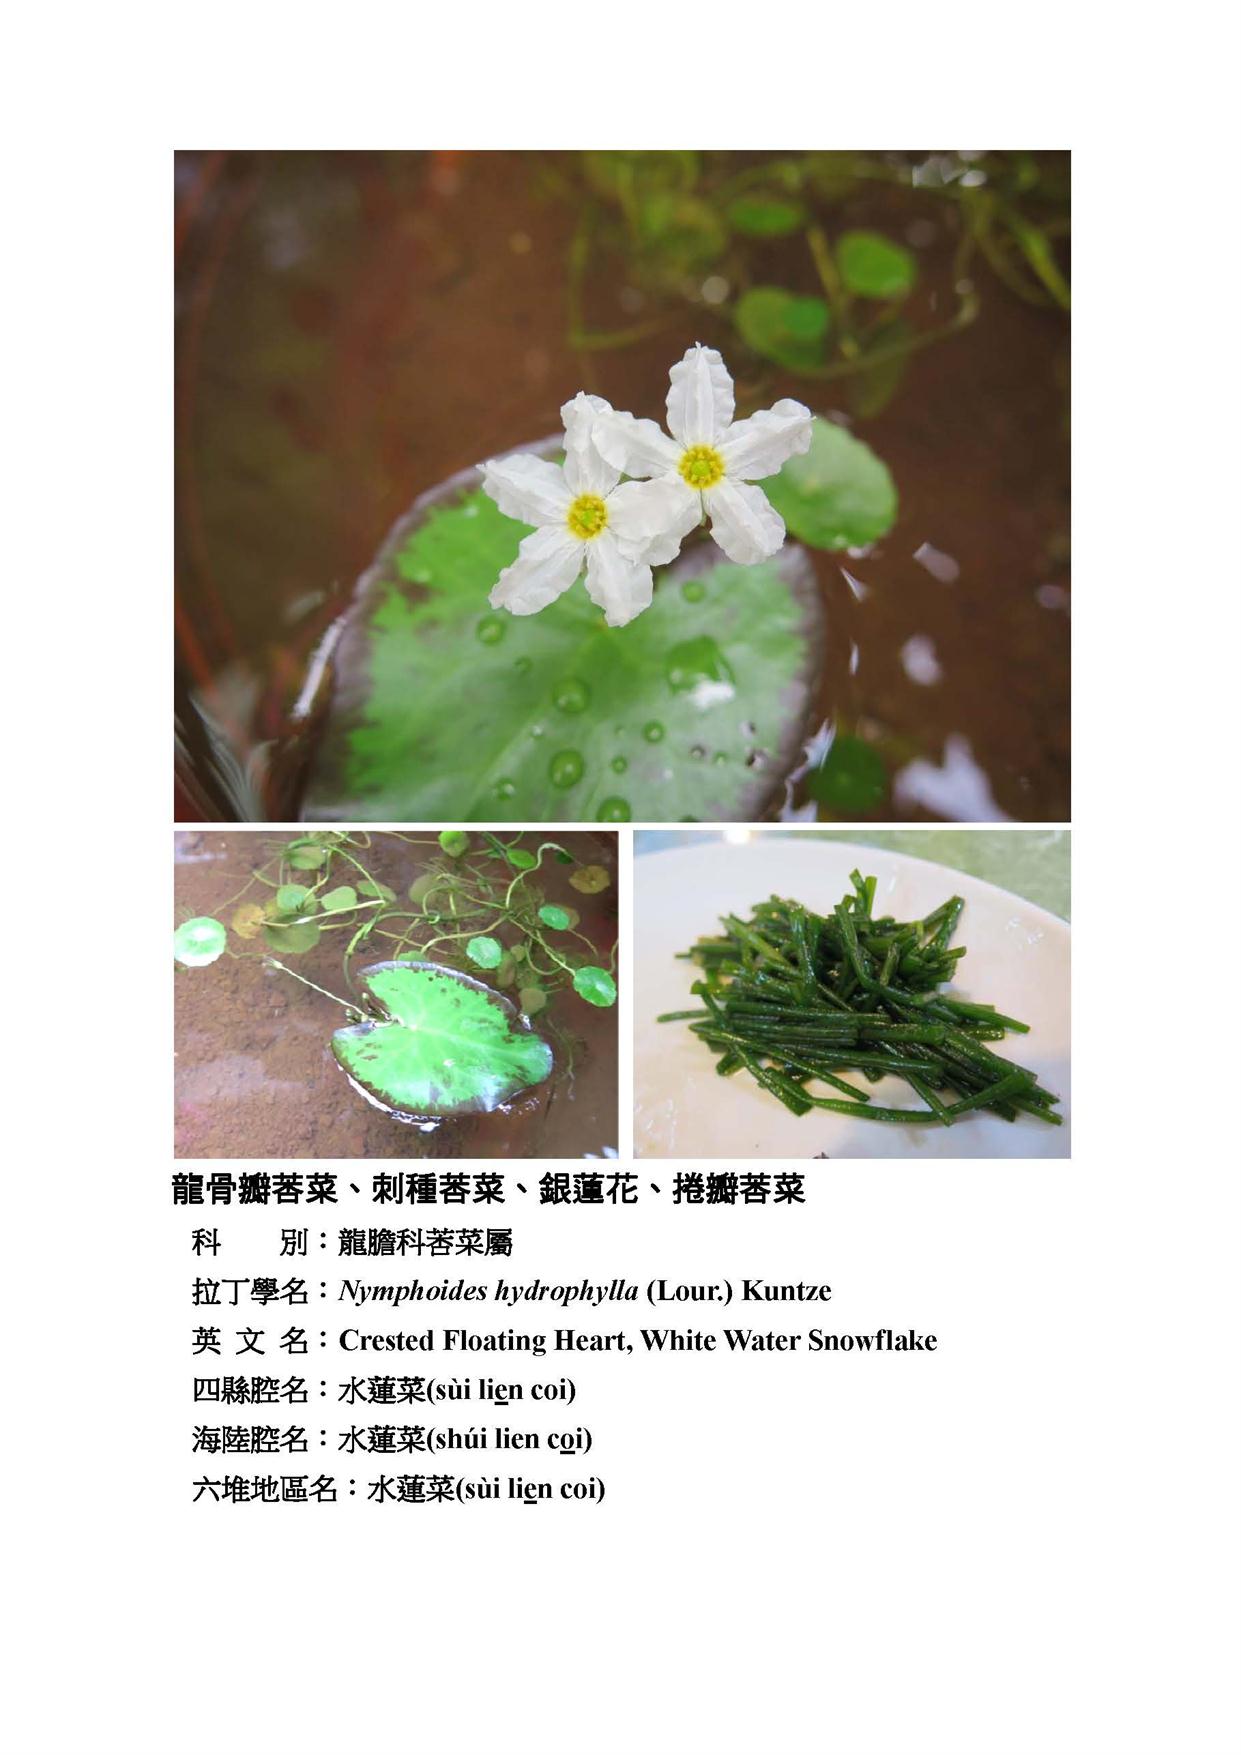 龍骨瓣莕菜、刺種莕菜、銀蓮花、捲瓣莕菜
科　　別：龍膽科莕菜屬
拉丁學名：Nymphoides hydrophylla (Lour.) Kuntze
英 文 名：Crested Floating Heart, White Water Snowflake
四縣腔名：水蓮菜(sùi lien coi)
海陸腔名：水蓮菜(shúi lien coi)
六堆地區名：水蓮菜(sùi lien coi)